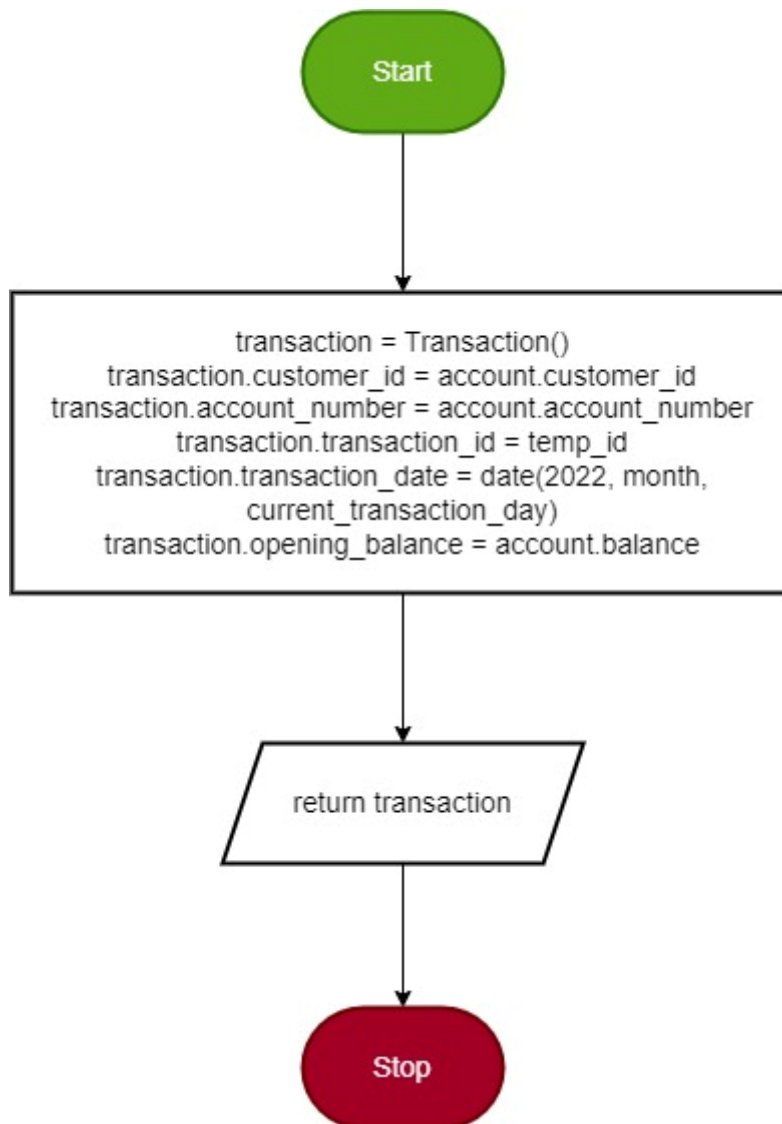 Start
transaction = Transaction()
transaction.customer_id = account.customer_id
transaction.account_number = account.account_number
transaction.transaction_id = temp_id
transaction.transaction_date = date(2022, month,
current_transaction_day)
transaction.opening_balance = account.balance
return transaction
Stop